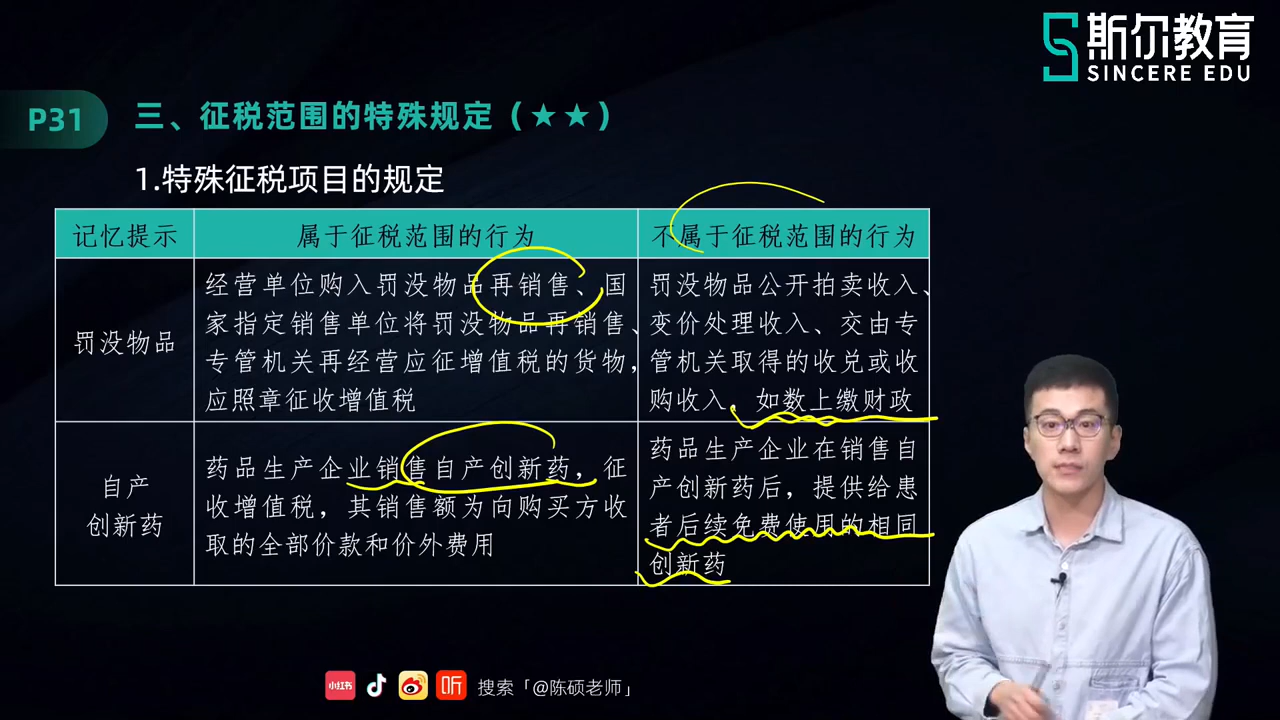 斯尔教育
SINCERE EDU
P31
三、征税范围的特殊规定（★★）
1.特殊征税项目的规定
记忆提示
属于征税范围的行为
不属于征税范围的行为
罚没物品
经营单位购入罚没物品再销售、国
家指定销售单位将罚没物品再销售、
专管机关再经营应征增值税的货物，
应照章征收增值税
罚没物品公开拍卖收入、
变价处理收入、交由专
管机关取得的收兑或收
购收入，如数上缴财政
自产
创新药
药品生产企业销售自产创新药，征
收增值税，其销售额为向购买方收
取的全部价款和价外费用
药品生产企业在销售自
产创新药后，提供给患
者后续免费使用的相同
创新药
小红书
听
搜索「@陈硕老师」